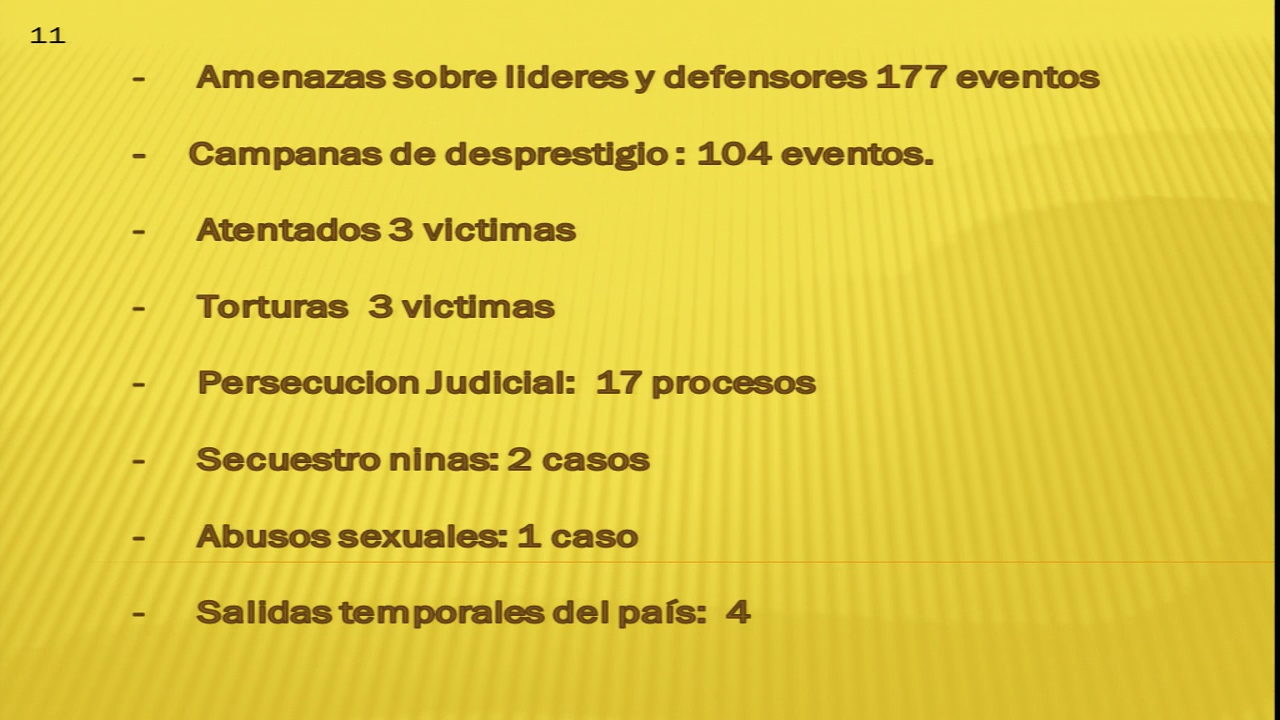 11
- Amenazas sobre lideres y defensores 177 eventos
- Campanas de desprestigio : 104 eventos.
- Atentados 3 victimas
- Torturas 3 victimas
- Persecucion Judicial: 17 procesos
- Secuestro ninas: 2 casos
- Abusos sexuales: 1 caso
- Salidas temporales del país: 4